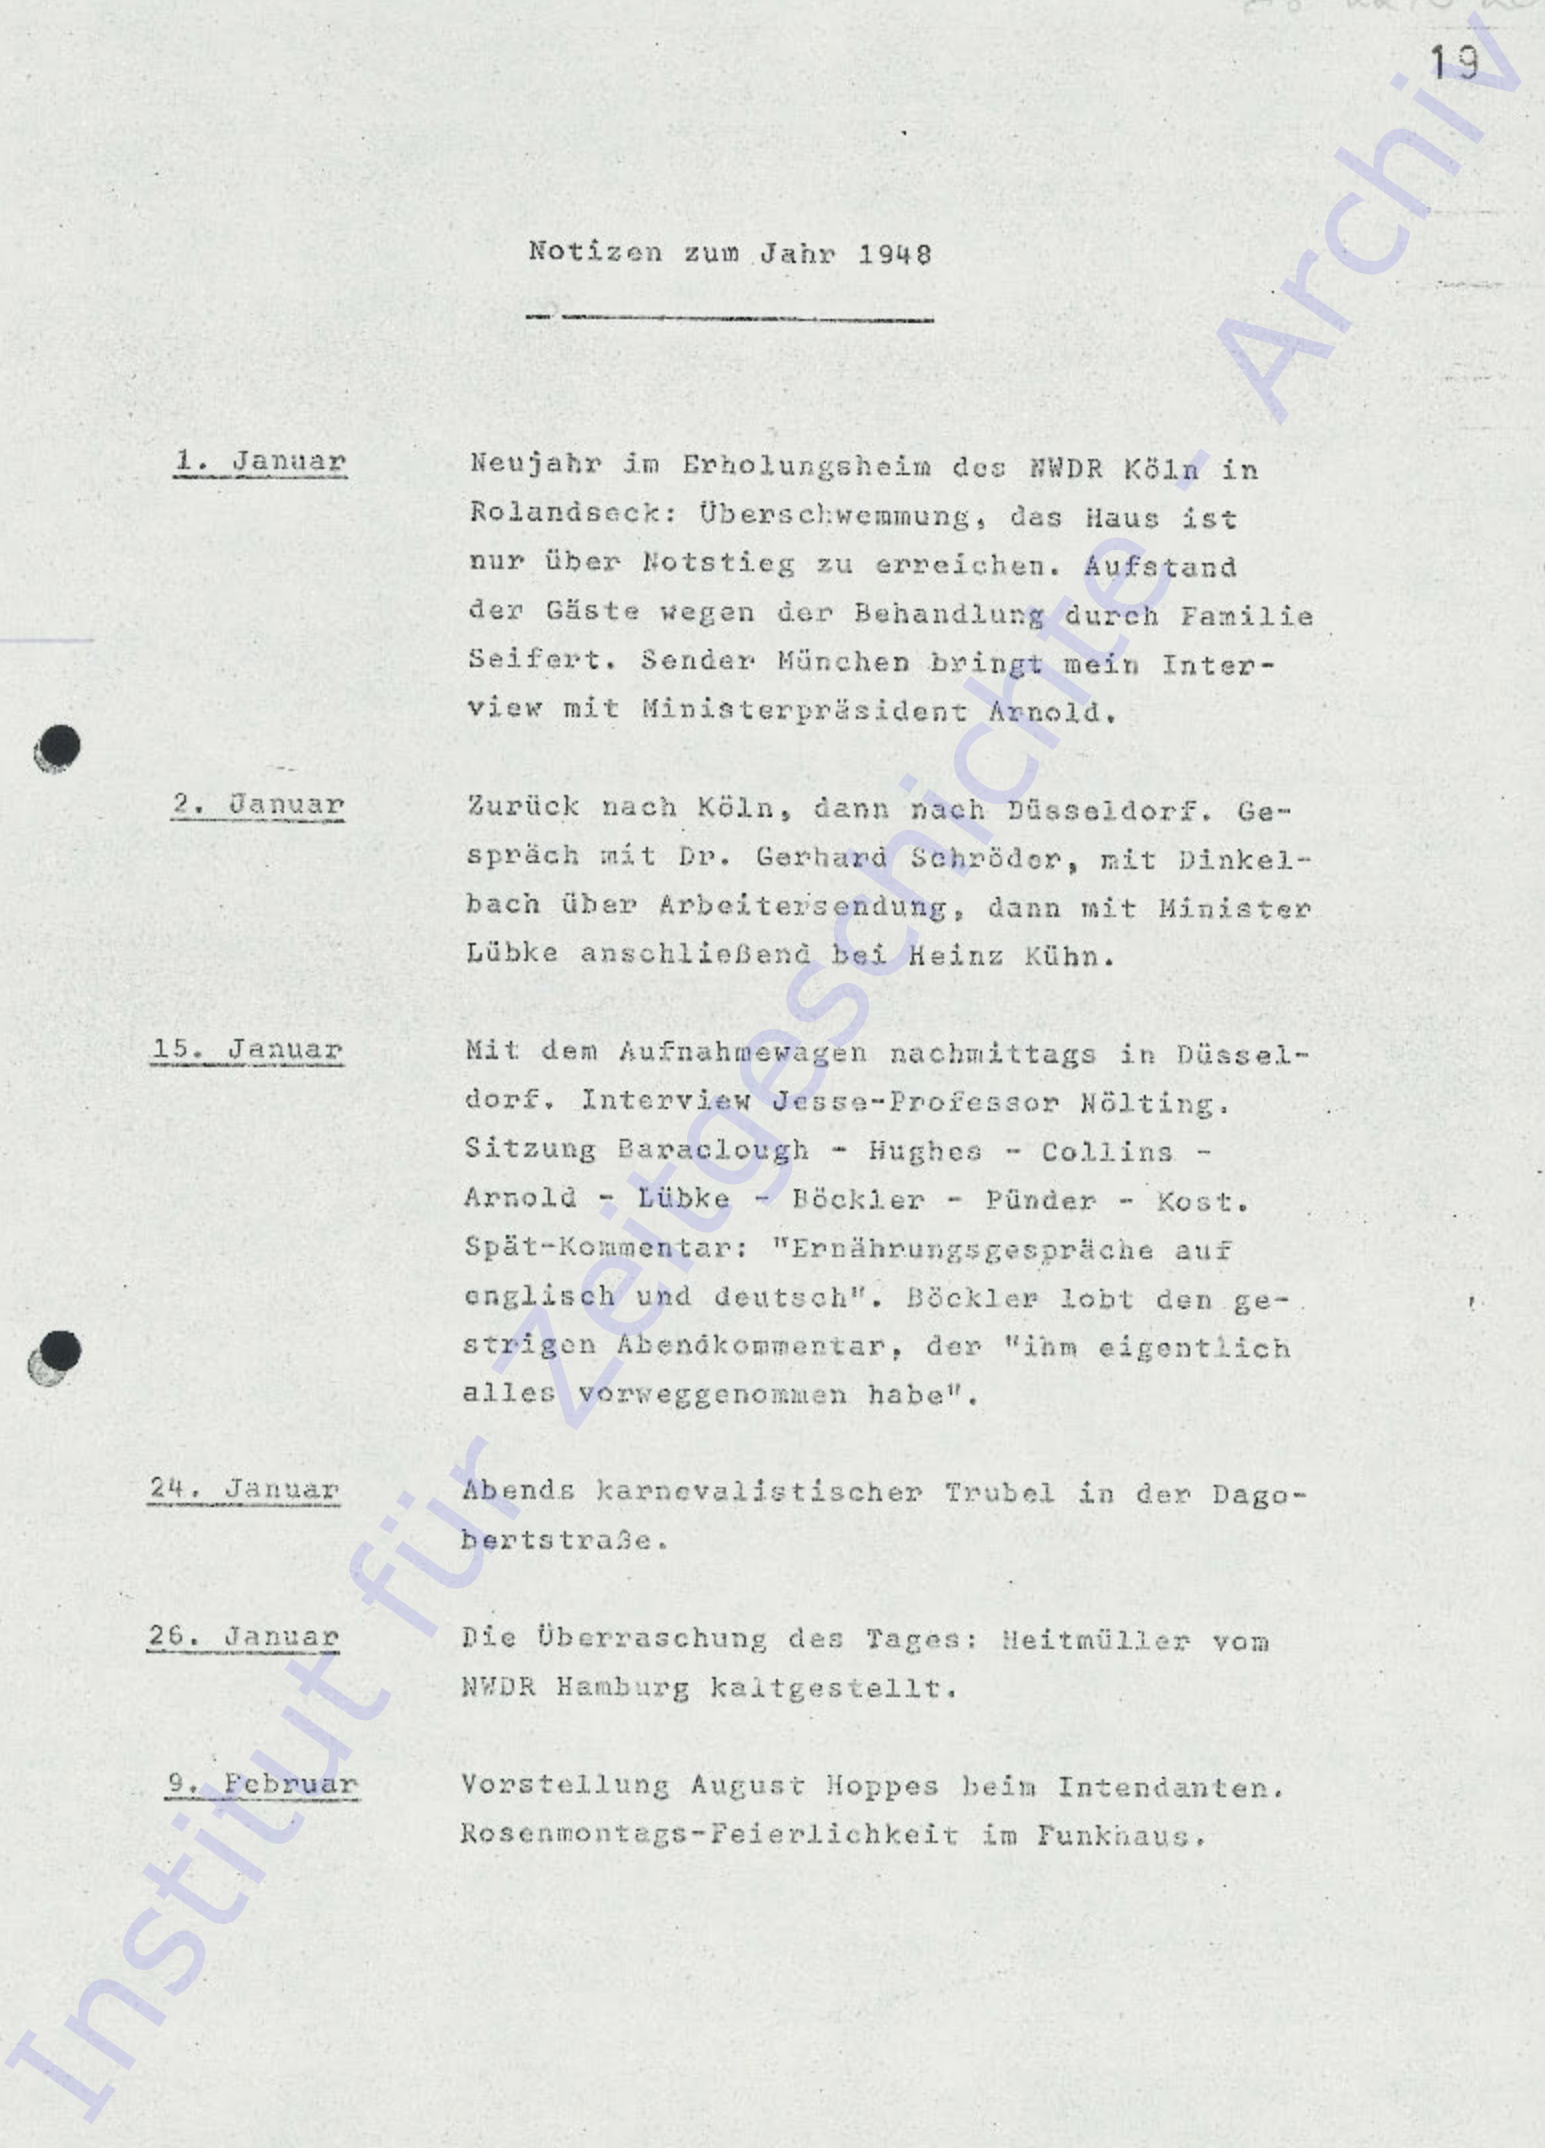 19
Notizen zum Jahr 1948
1. Januar Neujahr im Erholungsheim des NWDR Köln in
Rolandseck: Überschwemmung, das Haus ist
nur über Notstieg zu erreichen. Aufstand
der Gäste wegen der Behandlung durch Familie
Seifert. Sender München bringt mein Inter-
view mit Ministerpräsident Arnold.
2. Januar Zurück nach Köln, dann nach Düsseldorf. Ge-
spräch mit Dr. Gerhard Schröder, mit Dinkel-
bach über Arbeitersendung, dann mit Minister
Lübke anschließend bei Heinz Kühn.
15. Januar Mit dem Aufnahmewagen nachmittags in Düssel-
dorf. Interview Jesse-Professor Nölting.
Sitzung Baraclough - Hughes - Collins -
Arnold - Lübke - Böckler - Pünder - Kost.
Spät-Kommentar: "Ernährungsgespräche auf
englisch und deutsch". Böckler lobt den ge-
strigen Abendkommentar, der "ihm eigentlich
alles vorweggenommen habe".
24. Januar Abends karnevalistischer Trubel in der Dago-
bertstraße.
26. Januar Die Überraschung des Tages: Heitmüller vom
NWDR Hamburg kaltgestellt.
9. Februar Vorstellung August Hoppes beim Intendanten.
Rosenmontags-Feierlichkeit im Funkhaus.
Institut für Zeitgeschichte - Archiv